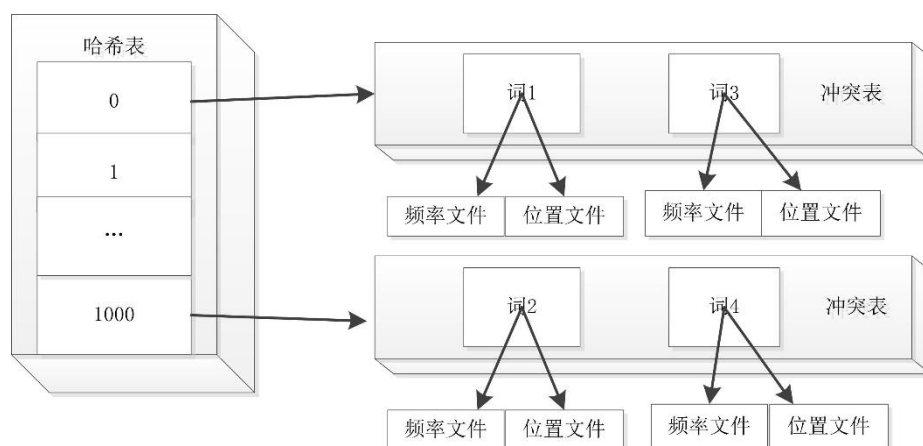 哈希表
0
1
...
1000
词1
词3
冲突表
频率文件
位置文件
频率文件
位置文件
词2
词4
冲突表
频率文件
位置文件
频率文件
位置文件